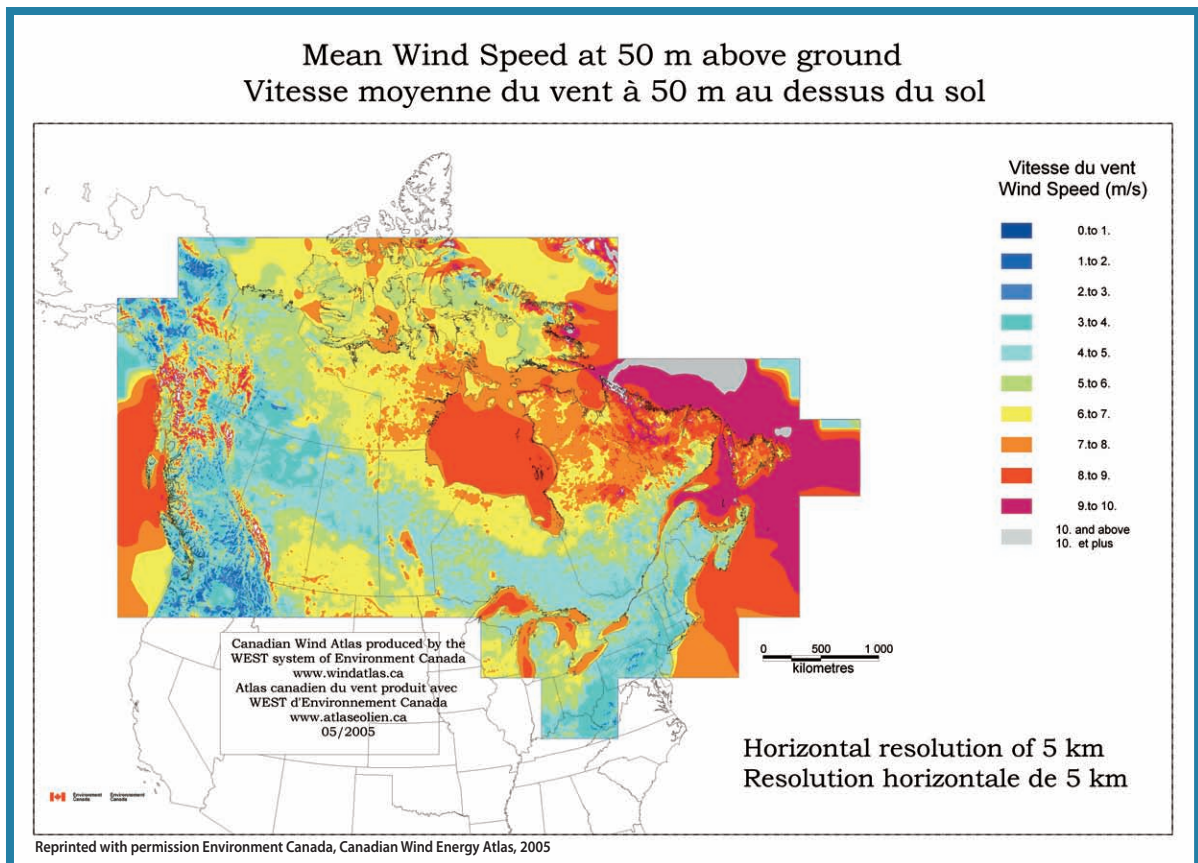 Mean Wind Speed at 50 m above ground
Vitesse moyenne du vent à 50 m au dessus du sol
Vitesse du vent
Wind Speed (m/s)
0.to 1.
1.to 2.
2.to 3.
3.to 4.
4.to 5.
5.to 6.
6.to 7.
7.to 8.
8.to 9.
9.to 10.
10. and above
10. et plus
Canadian Wind Atlas produced by the
WEST system of Environment Canada
www.windatlas.ca
Atlas canadien du vent produit avec
WEST d'Environnement Canada
www.atlaseolien.ca
05/2005
0 500 1 000
kilometres
Horizontal resolution of 5 km
Resolution horizontale de 5 km
Environment Environnement
Canada Canada
Reprinted with permission Environment Canada, Canadian Wind Energy Atlas, 2005